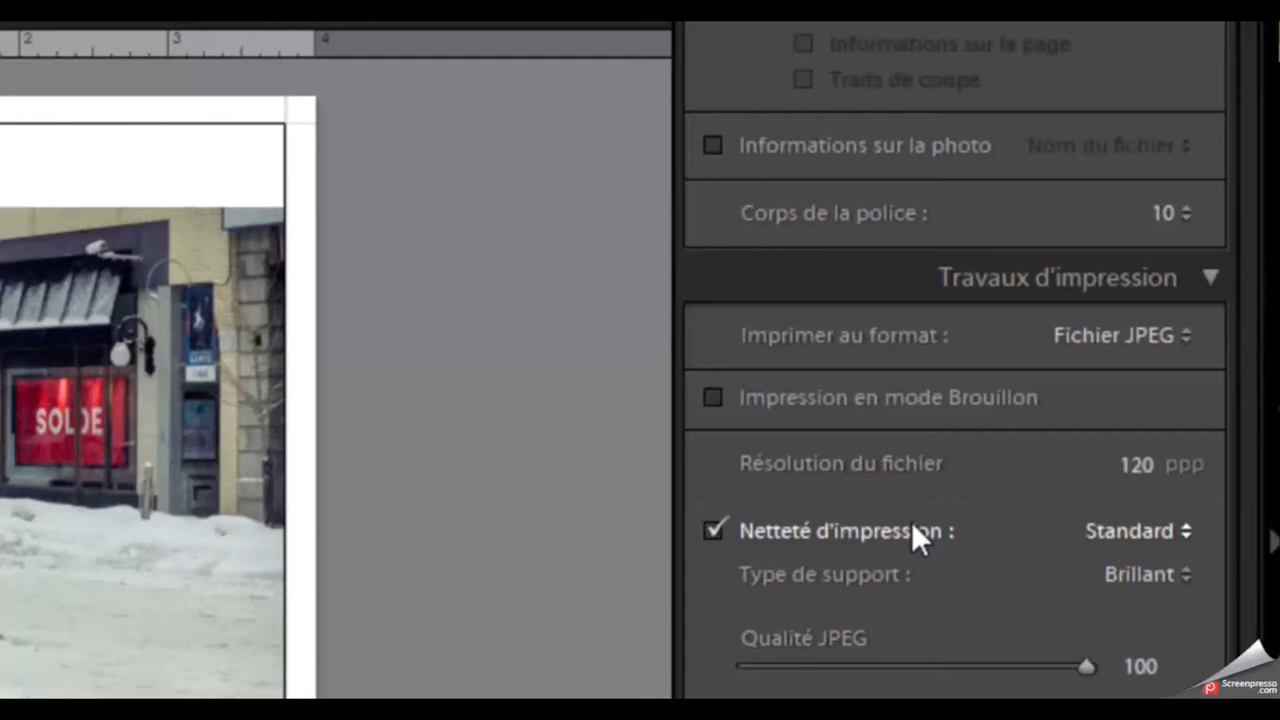 2
3
4
Informations sur la page
Traits de coupe
Informations sur la photo Nom du fichier
Corps de la police : 10
Travaux d'impression
Imprimer au format : Fichier JPEG
Impression en mode Brouillon
Résolution du fichier 120 ppp
Netteté d'impression : Standard
Type de support : Brillant
Qualité JPEG
100
SOLDE
Screenpresso
.com